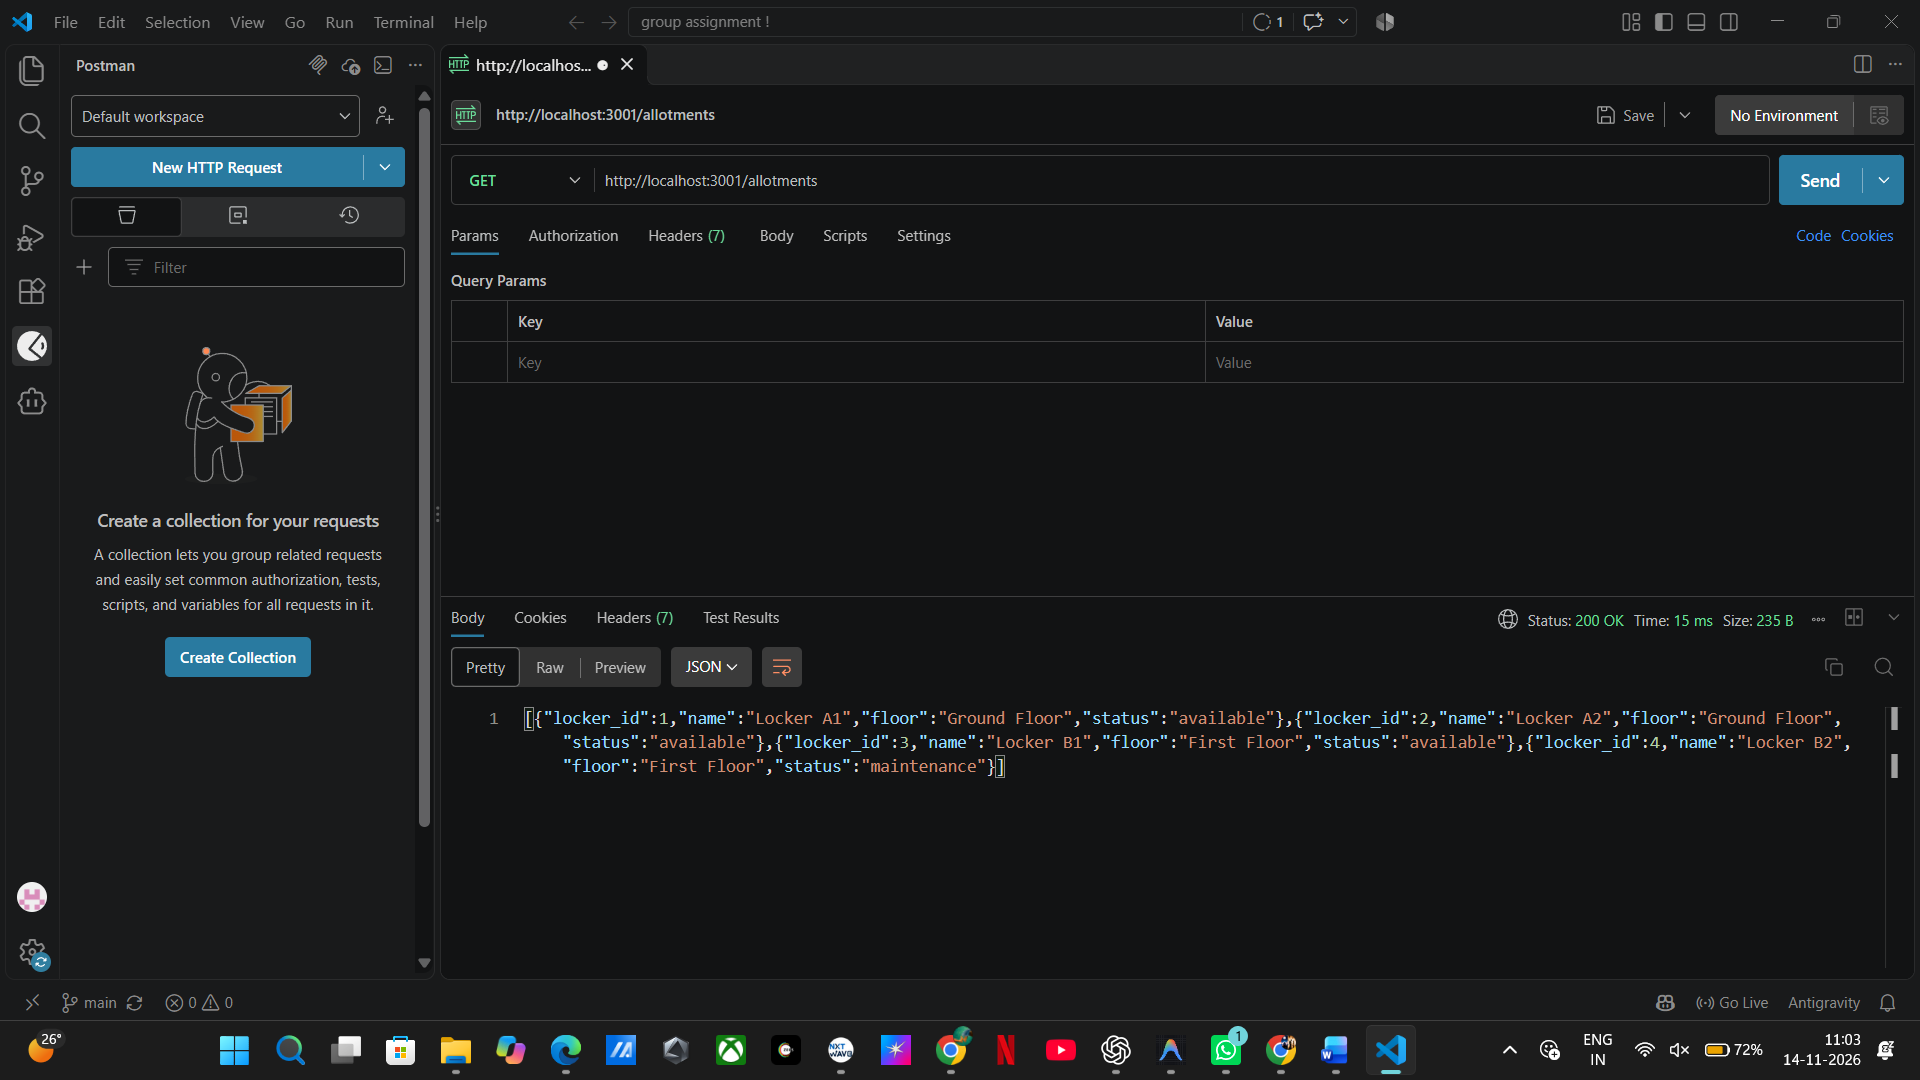 File Edit Selection View Go Run Terminal Help
group assignment !
1
Postman
HTTP http://localhos...
Default workspace
HTTP http://localhost:3001/allotments
Save
No Environment
New HTTP Request
GET http://localhost:3001/allotments
Send
Params Authorization Headers (7) Body Scripts Settings
Code Cookies
Filter
Query Params
Key Value
Key Value
Create a collection for your requests
A collection lets you group related requests
and easily set common authorization, tests,
scripts, and variables for all requests in it.
Create Collection
Body Cookies Headers (7) Test Results
Status: 200 OK Time: 15 ms Size: 235 B
Pretty Raw Preview JSON
1 [{"locker_id":1,"name":"Locker A1","floor":"Ground Floor","status":"available"},{"locker_id":2,"name":"Locker A2","floor":"Ground Floor",
"status":"available"},{"locker_id":3,"name":"Locker B1","floor":"First Floor","status":"available"},{"locker_id":4,"name":"Locker B2",
"floor":"First Floor","status":"maintenance"}]
main 0 0
Go Live Antigravity
26°
NXT WAVE
1
ENG
IN
72%
11:03
14-11-2026